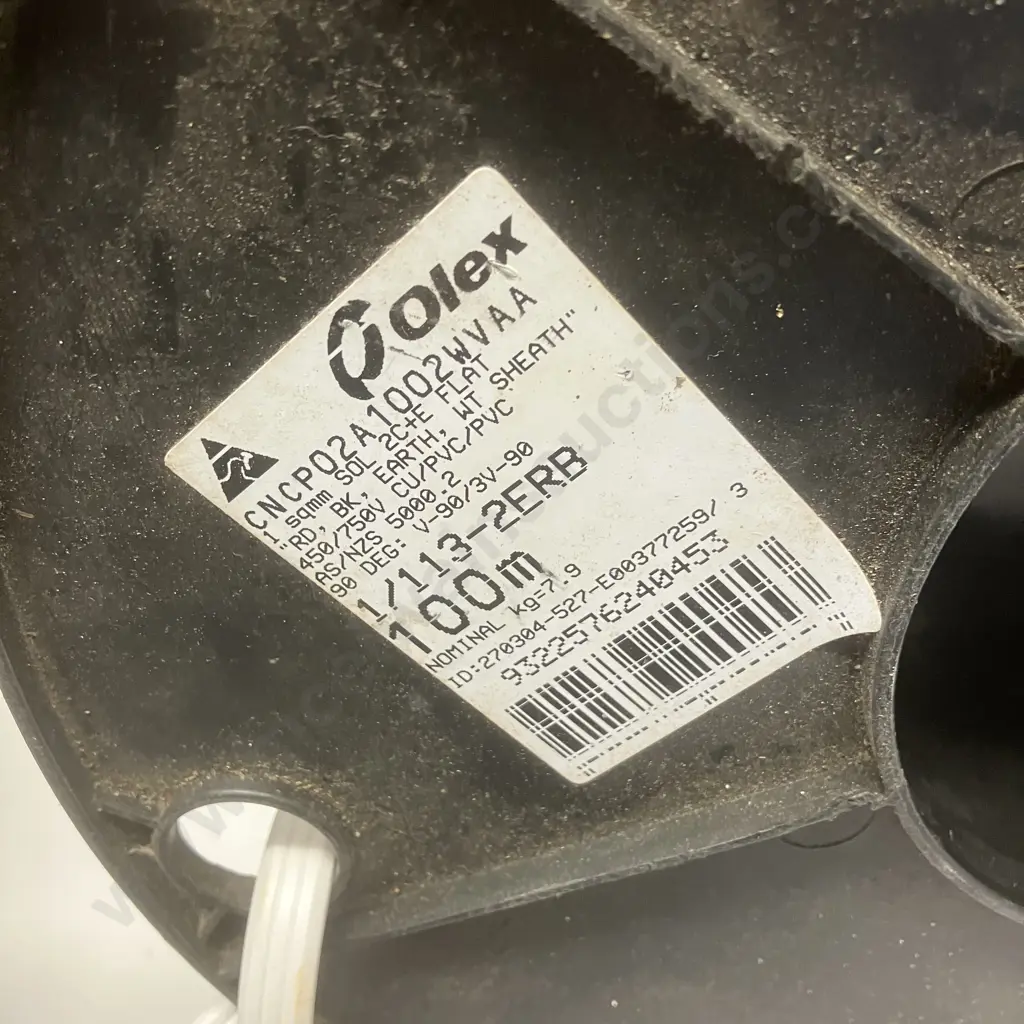 Olex
CNCP02A1002WVAA
1 sqmm SOL 2C+E FLAT
"RD, BK, EARTH, WT SHEATH"
450/750V CU/PVC/PVC
AS/NZS 5000.2
90 DEG: V-90/3V-90
1/113-2ERB
100m
NOMINAL kg=7.9
ID:270304-527-E00377259/ 3
9322576240453